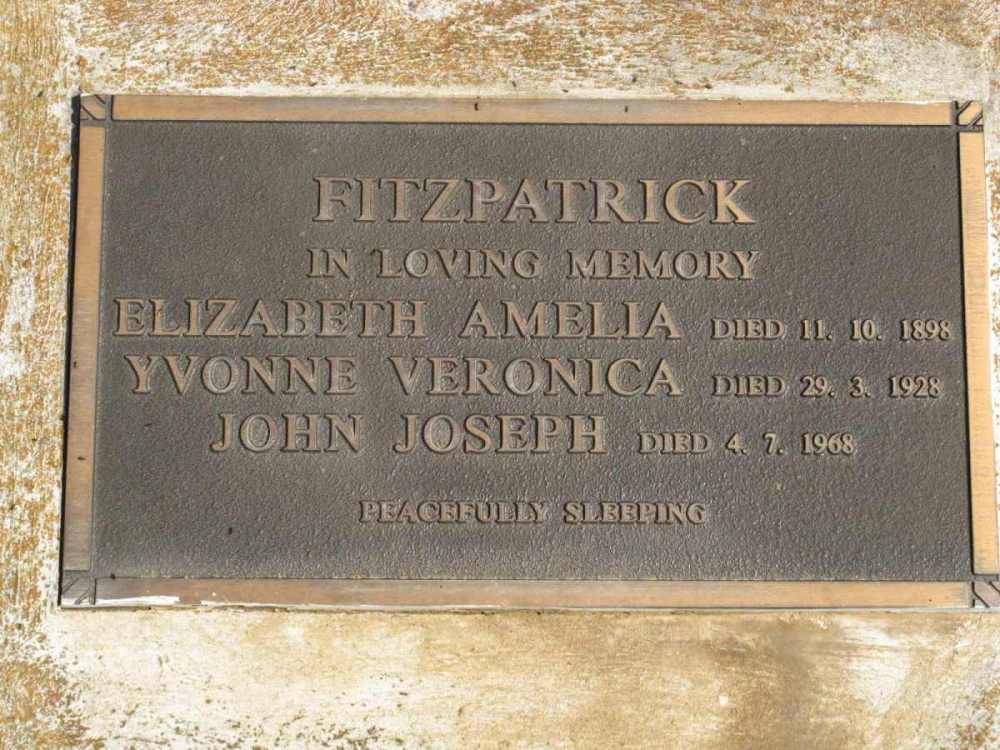 FITZPATRICK
IN LOVING MEMORY
ELIZABETH AMELIA DIED 11. 10. 1898
YVONNE VERONICA DIED 29. 3. 1928
JOHN JOSEPH DIED 4. 7. 1968
PEACEFULLY SLEEPING